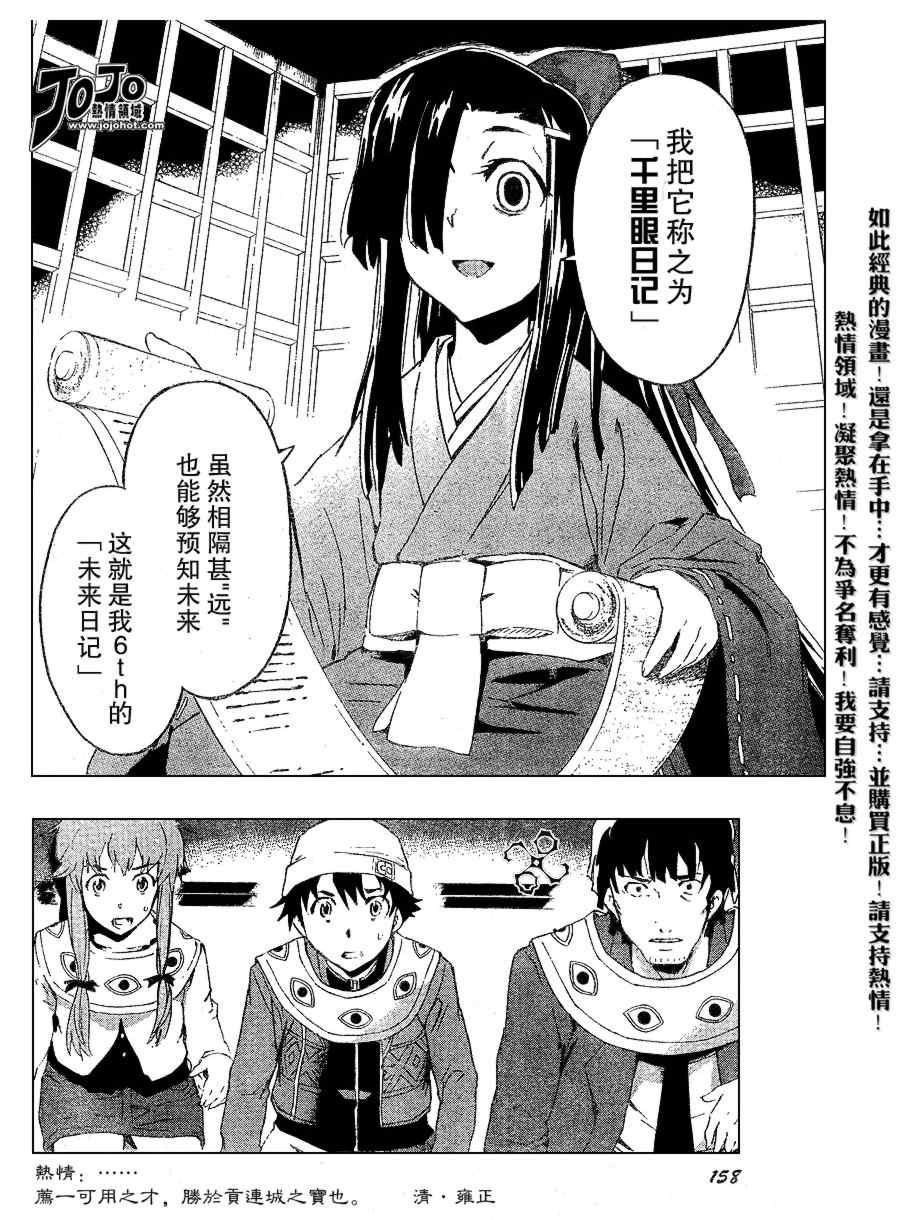 JOJO
熱情領域
www.jojohot.com
我把它称之为
「千里眼日记」
虽然相隔甚"远"
也能够预知未来
这就是我6th的
「未来日记」
如此經典的漫畫！還是拿在手中…才更有感覺…請支持…並購買正版！請支持熱情！
熱情領域！凝聚熱情！不為爭名奪利！我要自強不息！
158
熱情：……
薦一可用之才，勝於貢連城之寶也。 清·雍正